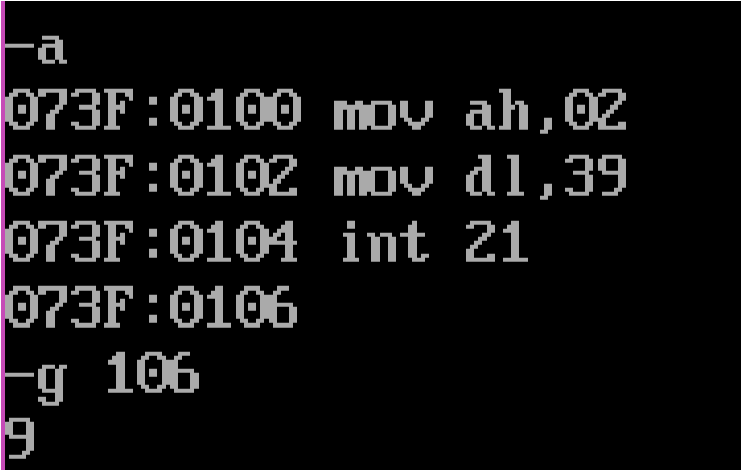 -a
073F:0100 mov ah,02
073F:0102 mov dl,39
073F:0104 int 21
073F:0106
-g 106
9